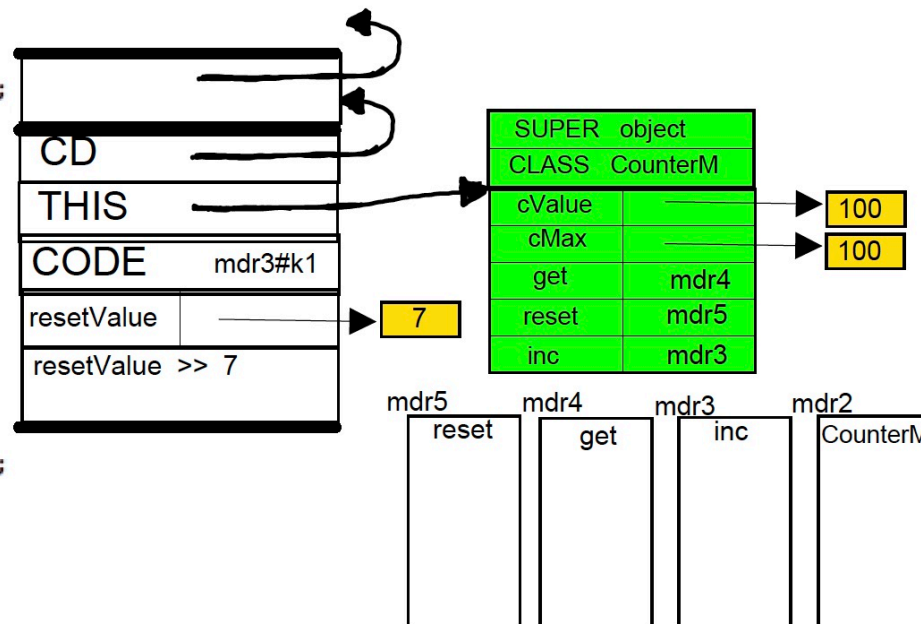 ;
CD
THIS
CODE mdr3#k1
resetValue 7
resetValue >> 7
;
SUPER object
CLASS CounterM
cValue 100
cMax 100
get mdr4
reset mdr5
inc mdr3
mdr5 mdr4 mdr3 mdr2
reset get inc CounterM